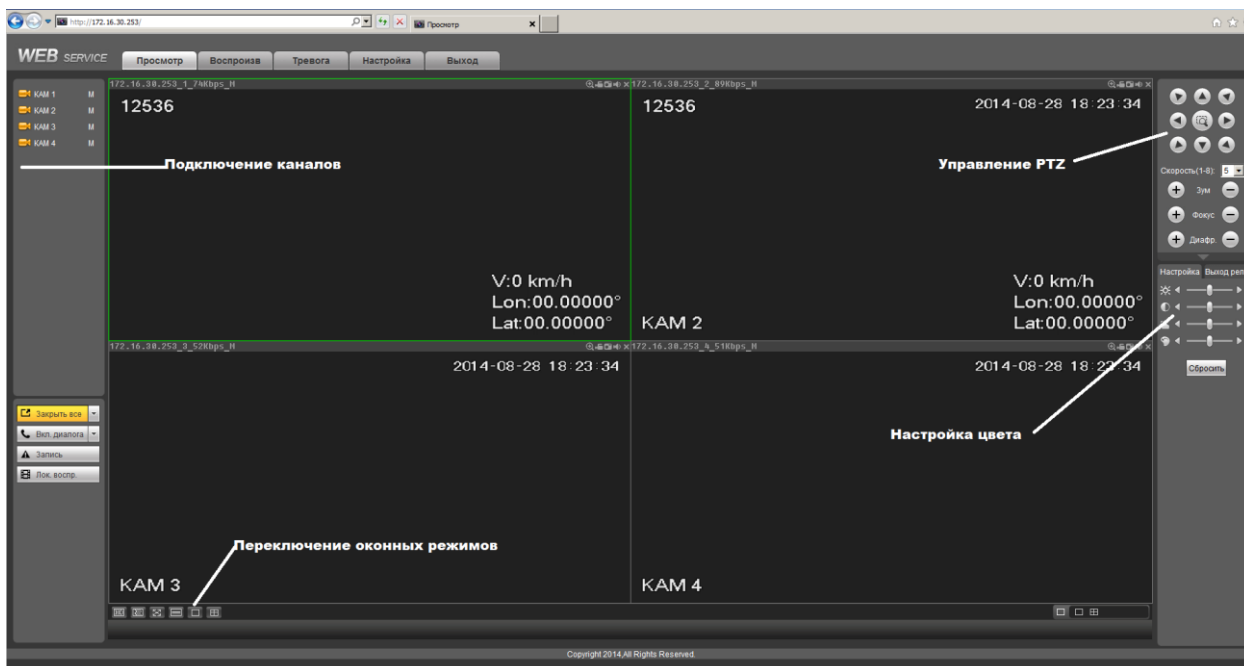 http://172.16.30.253/
Просмотр
WEB SERVICE
Просмотр
Воспроизв
Тревога
Настройка
Выход
КАМ 1 M
КАМ 2 M
КАМ 3 M
КАМ 4 M
Закрыть все
Вкл. диалога
Запись
Лок. воспр.
172.16.30.253_1_74Kbps_M
12536
V:0 km/h
Lon:00.00000°
Lat:00.00000°
Подключение каналов
172.16.30.253_2_89Kbps_M
12536
2014-08-28 18:23:34
Управление PTZ
V:0 km/h
Lon:00.00000°
Lat:00.00000°
КАМ 2
172.16.30.253_3_52Kbps_M
2014-08-28 18:23:34
Переключение оконных режимов
КАМ 3
172.16.30.253_4_51Kbps_M
2014-08-28 18:23:34
Настройка цвета
КАМ 4
Скорость(1-8): 5
Зум
Фокус
Диафр.
Настройка
Выход рел
Сбросить
Copyright 2014,All Rights Reserved.